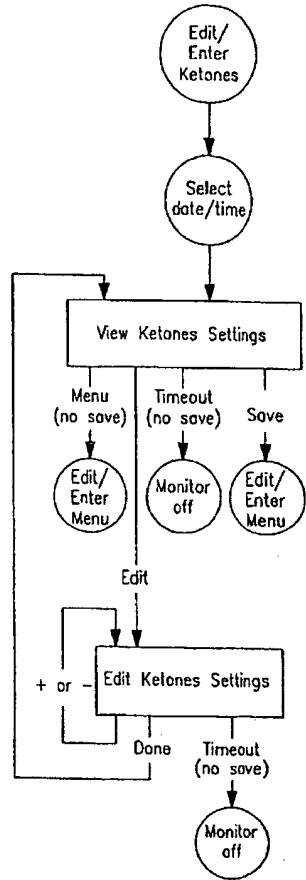 Edit/
Enter
Ketones
Select
date/time
View Ketones Settings
Menu
(no save)
Timeout
(no save)
Save
Edit/
Enter
Menu
Monitor
off
Edit/
Enter
Menu
Edit
+ or -
Edit Ketones Settings
Done
Timeout
(no save)
Monitor
off